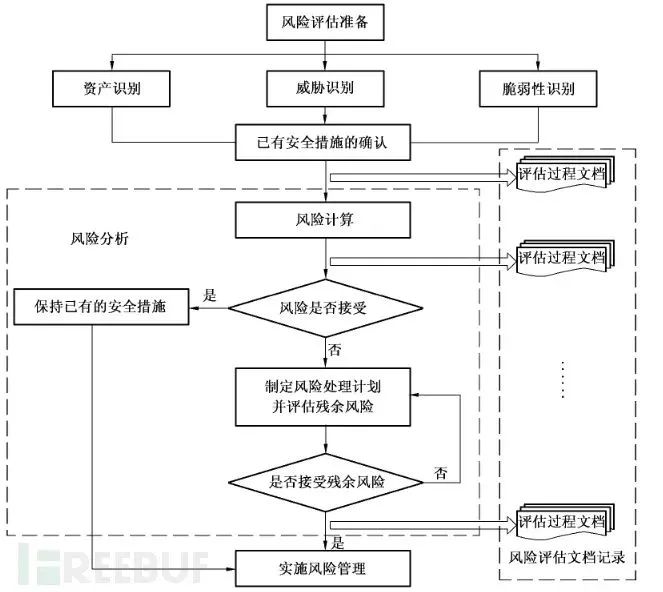 风险评估准备
资产识别
威胁识别
脆弱性识别
已有安全措施的确认
评估过程文档
风险计算
风险分析
评估过程文档
保持已有的安全措施
是
风险是否接受
否
制定风险处理计划
并评估残余风险
是否接受残余风险
否
评估过程文档
是
风险评估文档记录
实施风险管理
FREEBUF